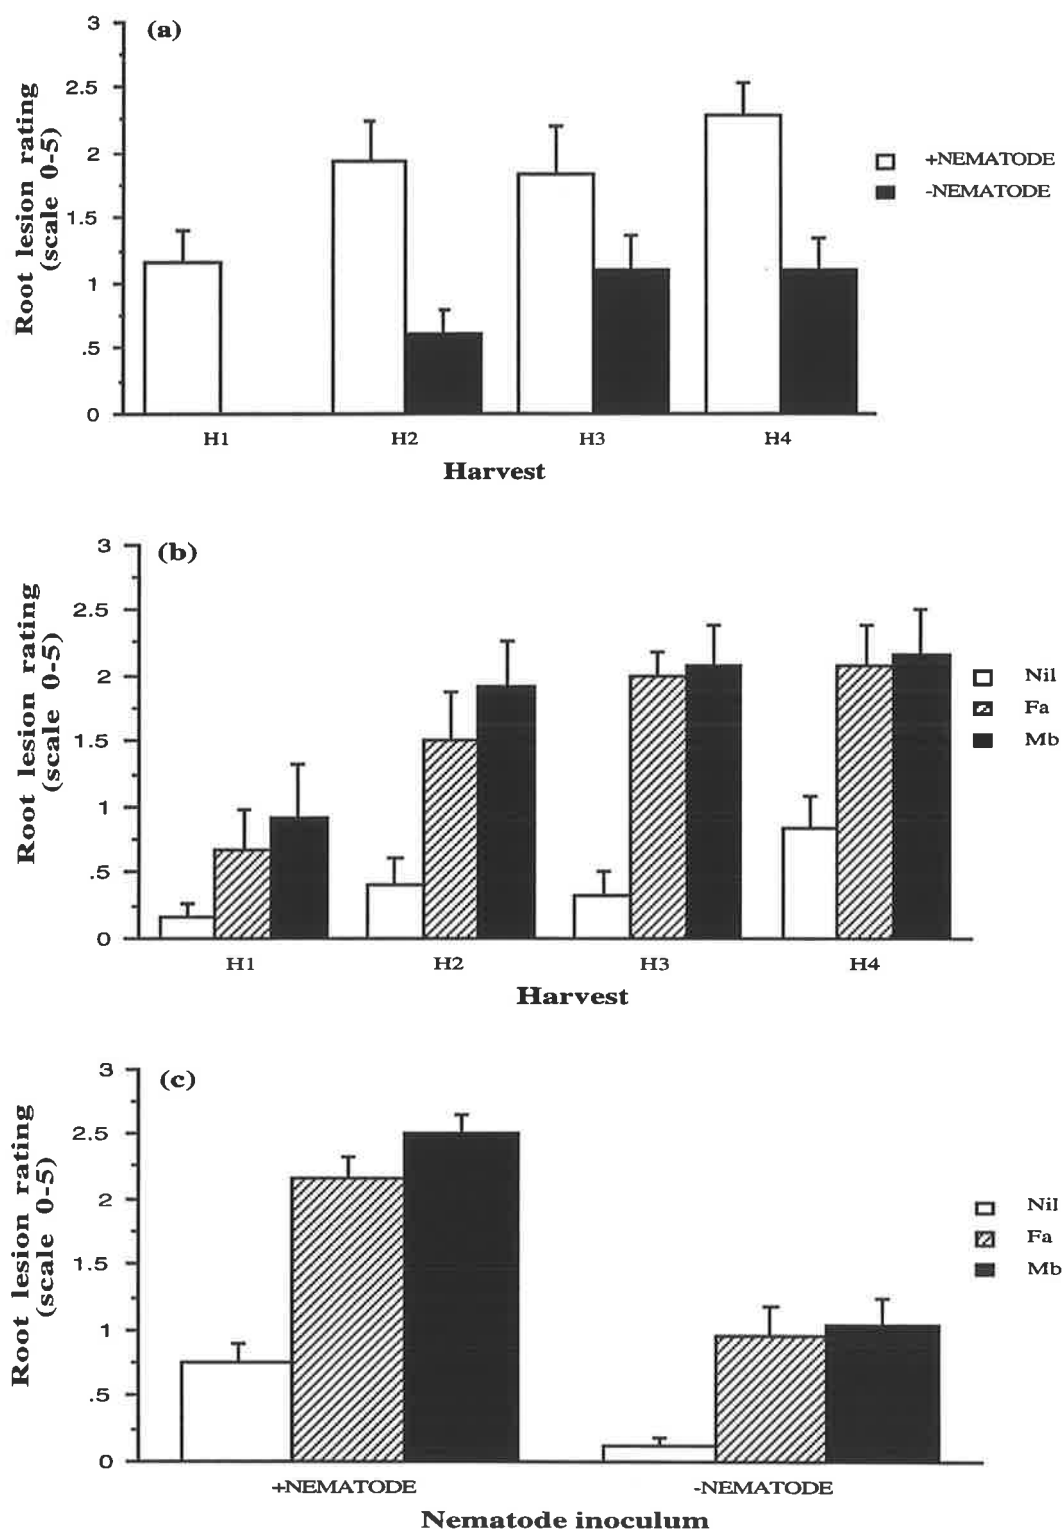 (a)
3
2.5
2
1.5
1
.5
0
Root lesion rating
(scale 0-5)
+NEMATODE
-NEMATODE
H1 H2 H3 H4
Harvest
(b)
3
2.5
2
1.5
1
.5
0
Root lesion rating
(scale 0-5)
Nil
Fa
Mb
H1 H2 H3 H4
Harvest
(c)
3
2.5
2
1.5
1
.5
0
Root lesion rating
(scale 0-5)
Nil
Fa
Mb
+NEMATODE -NEMATODE
Nematode inoculum